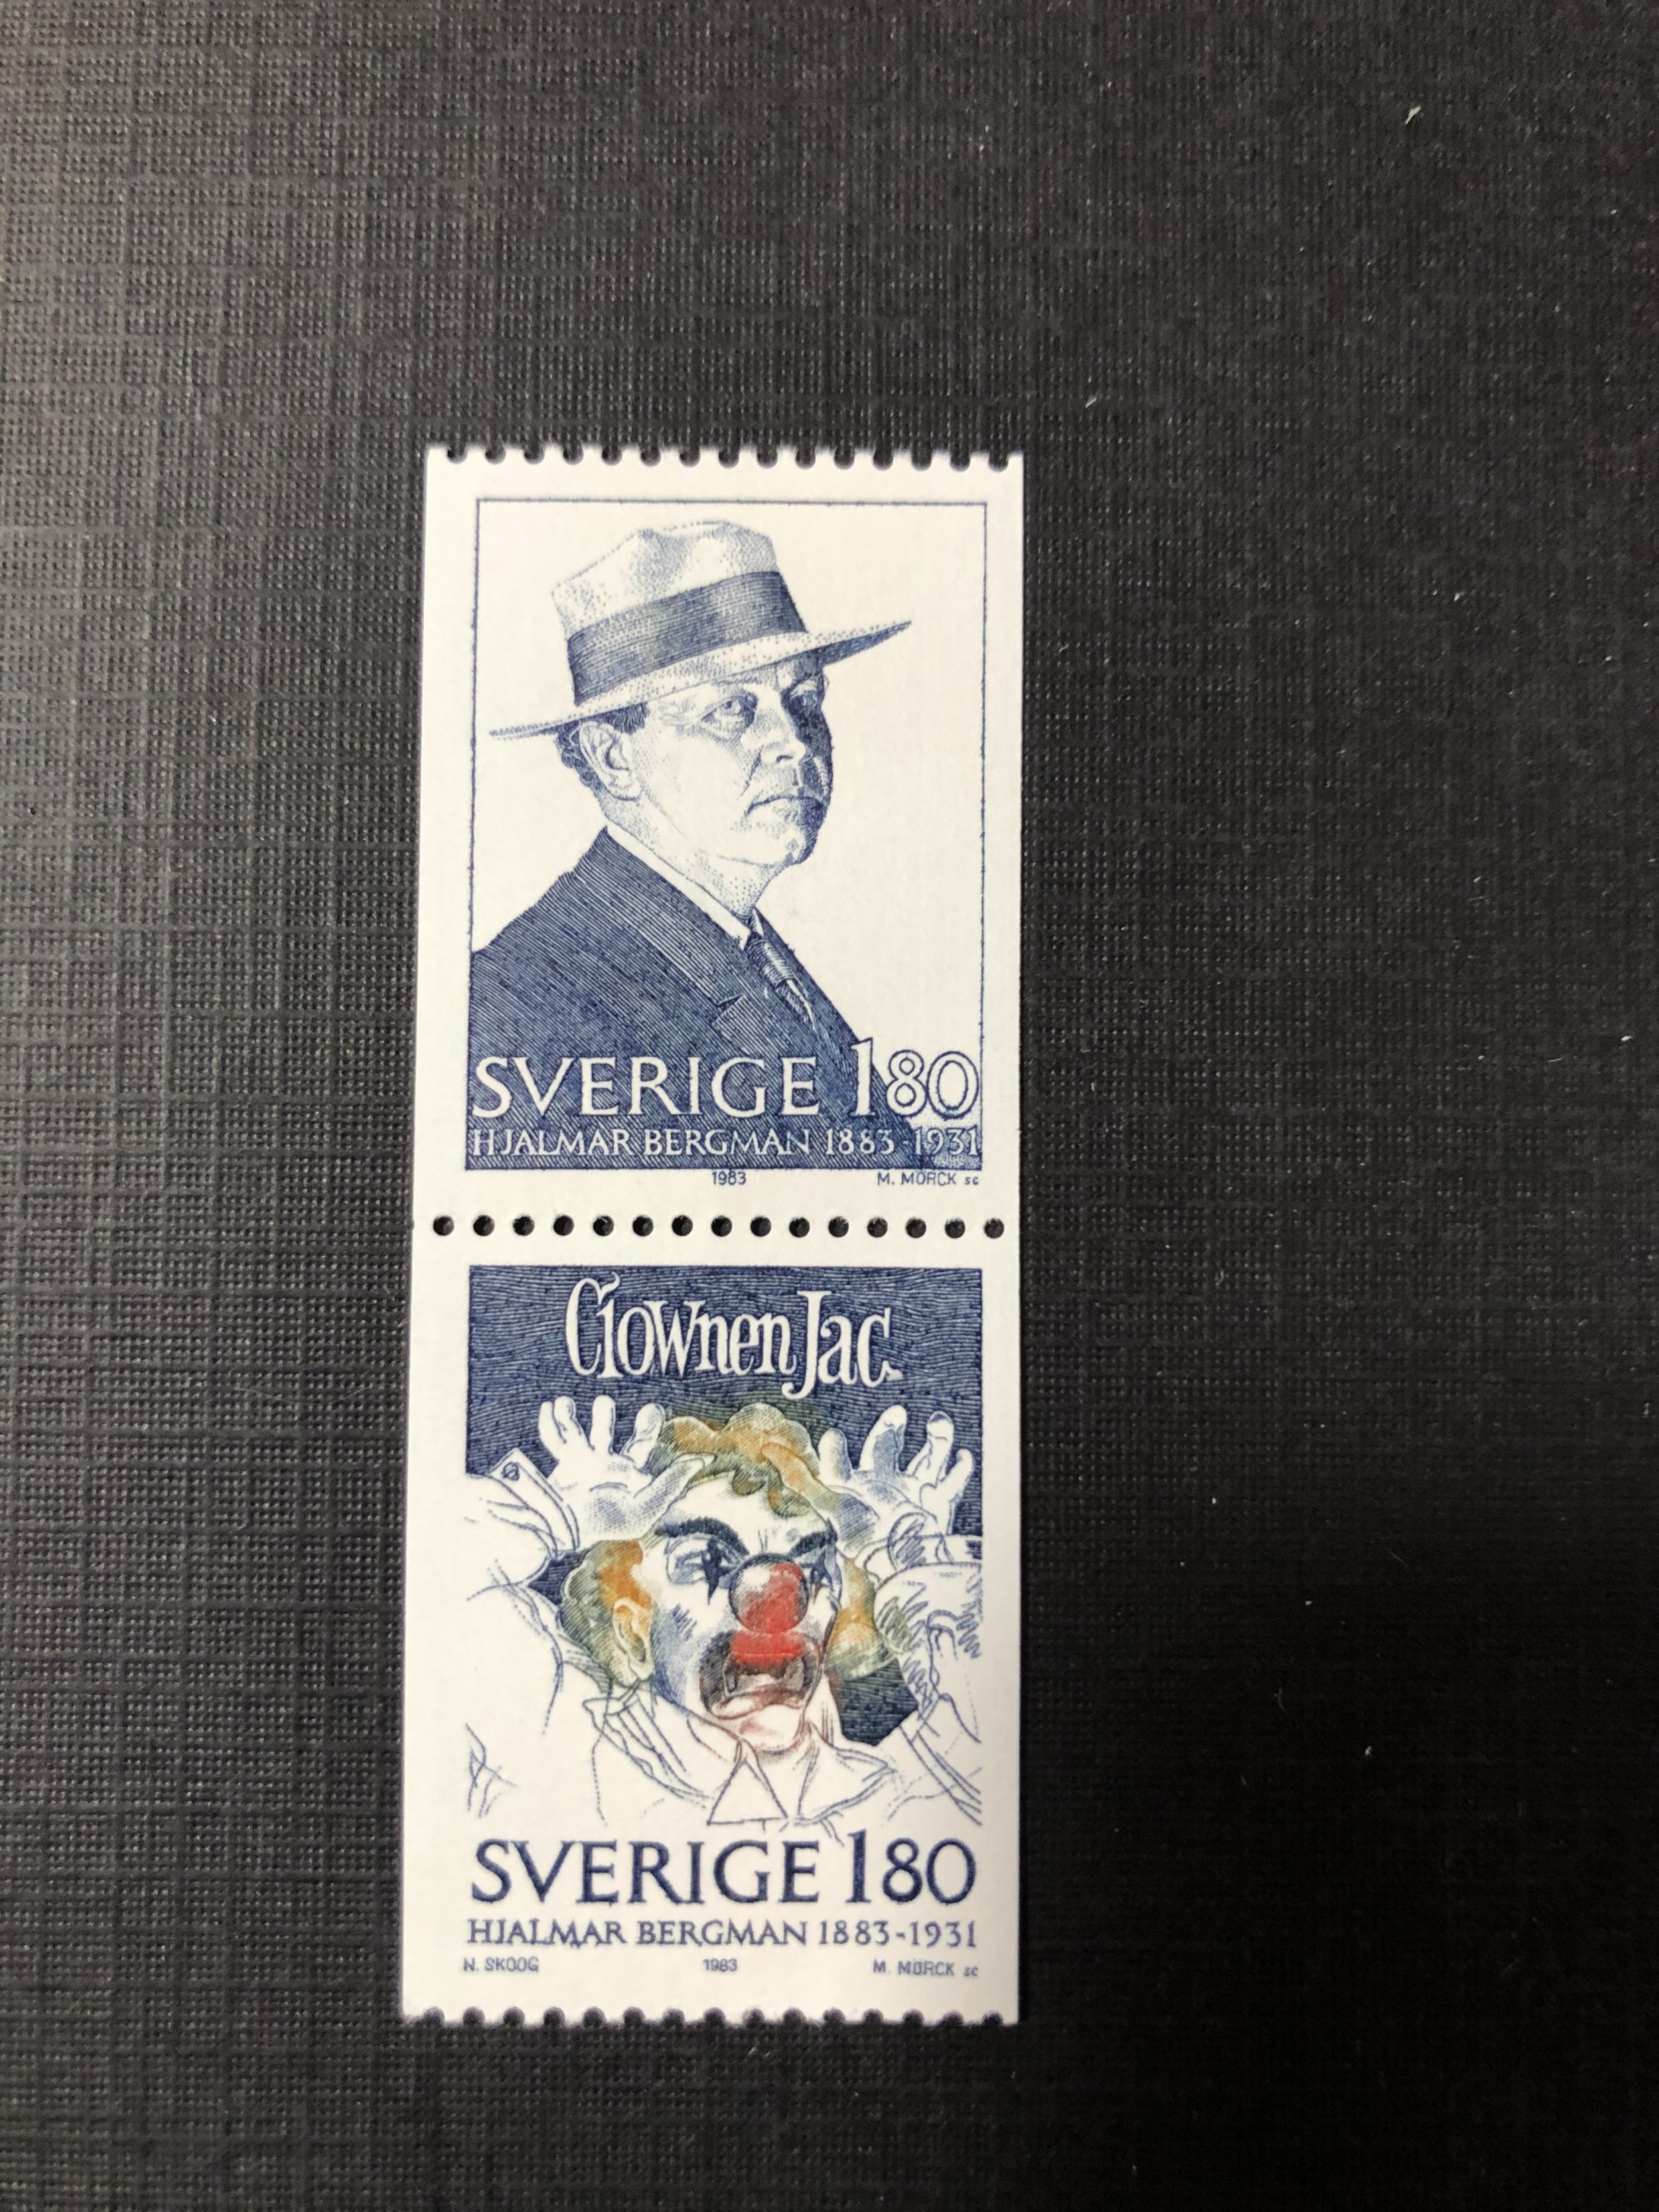 SVERIGE 180
HJALMAR BERGMAN 1883-1931
1983 M. MÖRCK sc
Clownen Jac
SVERIGE 180
HJALMAR BERGMAN 1883-1931
N. SKOOG 1983 M. MÖRCK sc